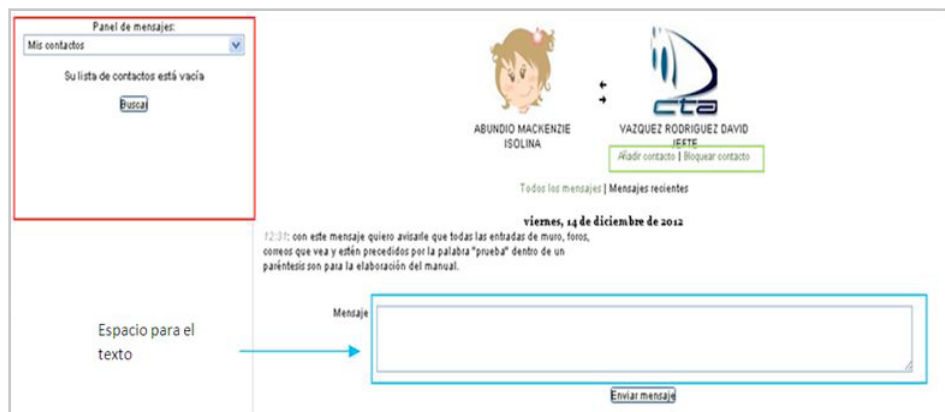 Panel de mensajes:
Mis contactos
Su lista de contactos está vacía
Buscar
cta
ABUNDIO MACKENZIE
ISOLINA
VAZQUEZ RODRIGUEZ DAVID
JEFTE
Añadir contacto | Bloquear contacto
Todos los mensajes | Mensajes recientes
viernes, 14 de diciembre de 2012
12:31: con este mensaje quiero avisarle que todas las entradas de muro, foros,
correos que vea y estén precedidos por la palabra "prueba" dentro de un
paréntesis son para la elaboración del manual.
Mensaje
Espacio para el
texto
Enviar mensaje